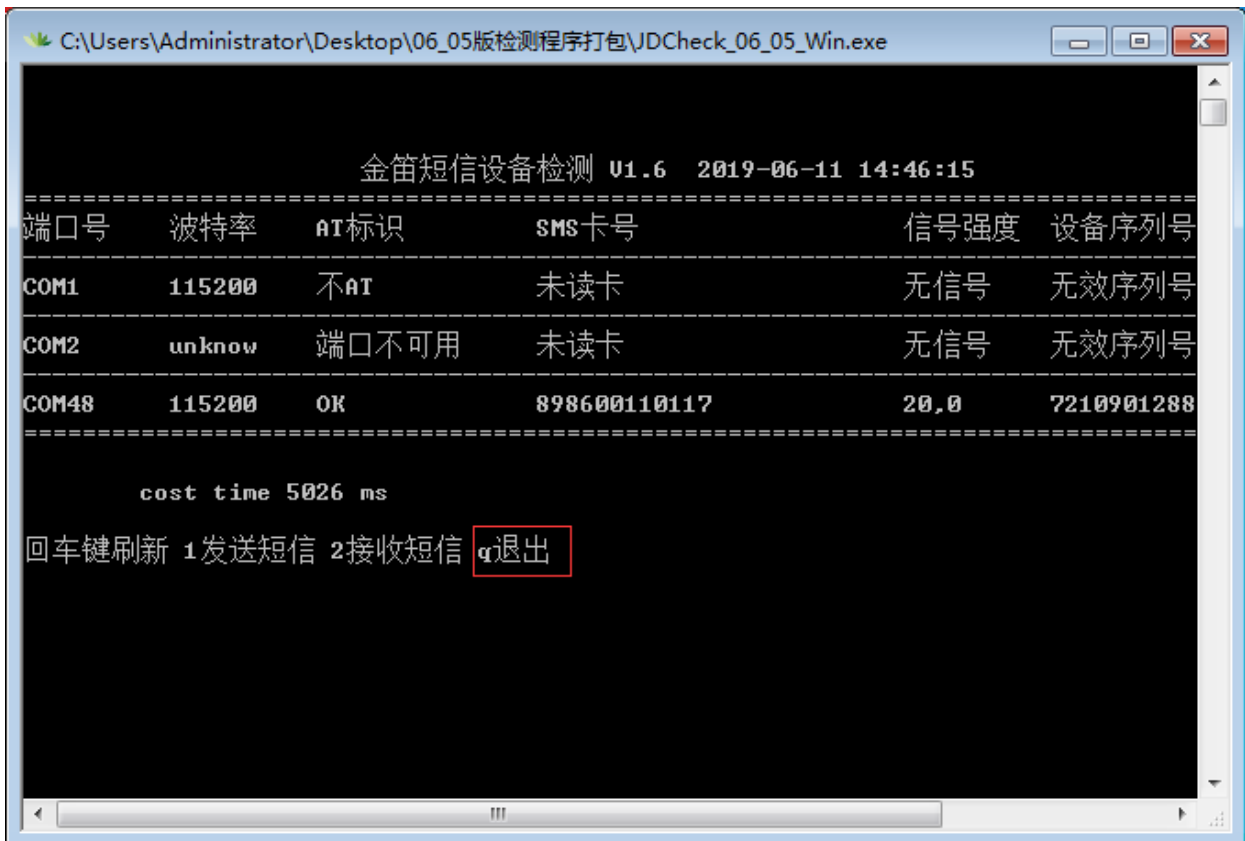 C:\Users\Administrator\Desktop\06_05版检测程序打包\JDCheck_06_05_Win.exe
金笛短信设备检测 V1.6 2019-06-11 14:46:15
端口号 波特率 AT标识 SMS卡号 信号强度 设备序列号
COM1 115200 不AT 未读卡 无信号 无效序列号
COM2 unknow 端口不可用 未读卡 无信号 无效序列号
COM48 115200 OK 898600110117 20,0 7210901288
cost time 5026 ms
回车键刷新 1发送短信 2接收短信 q退出